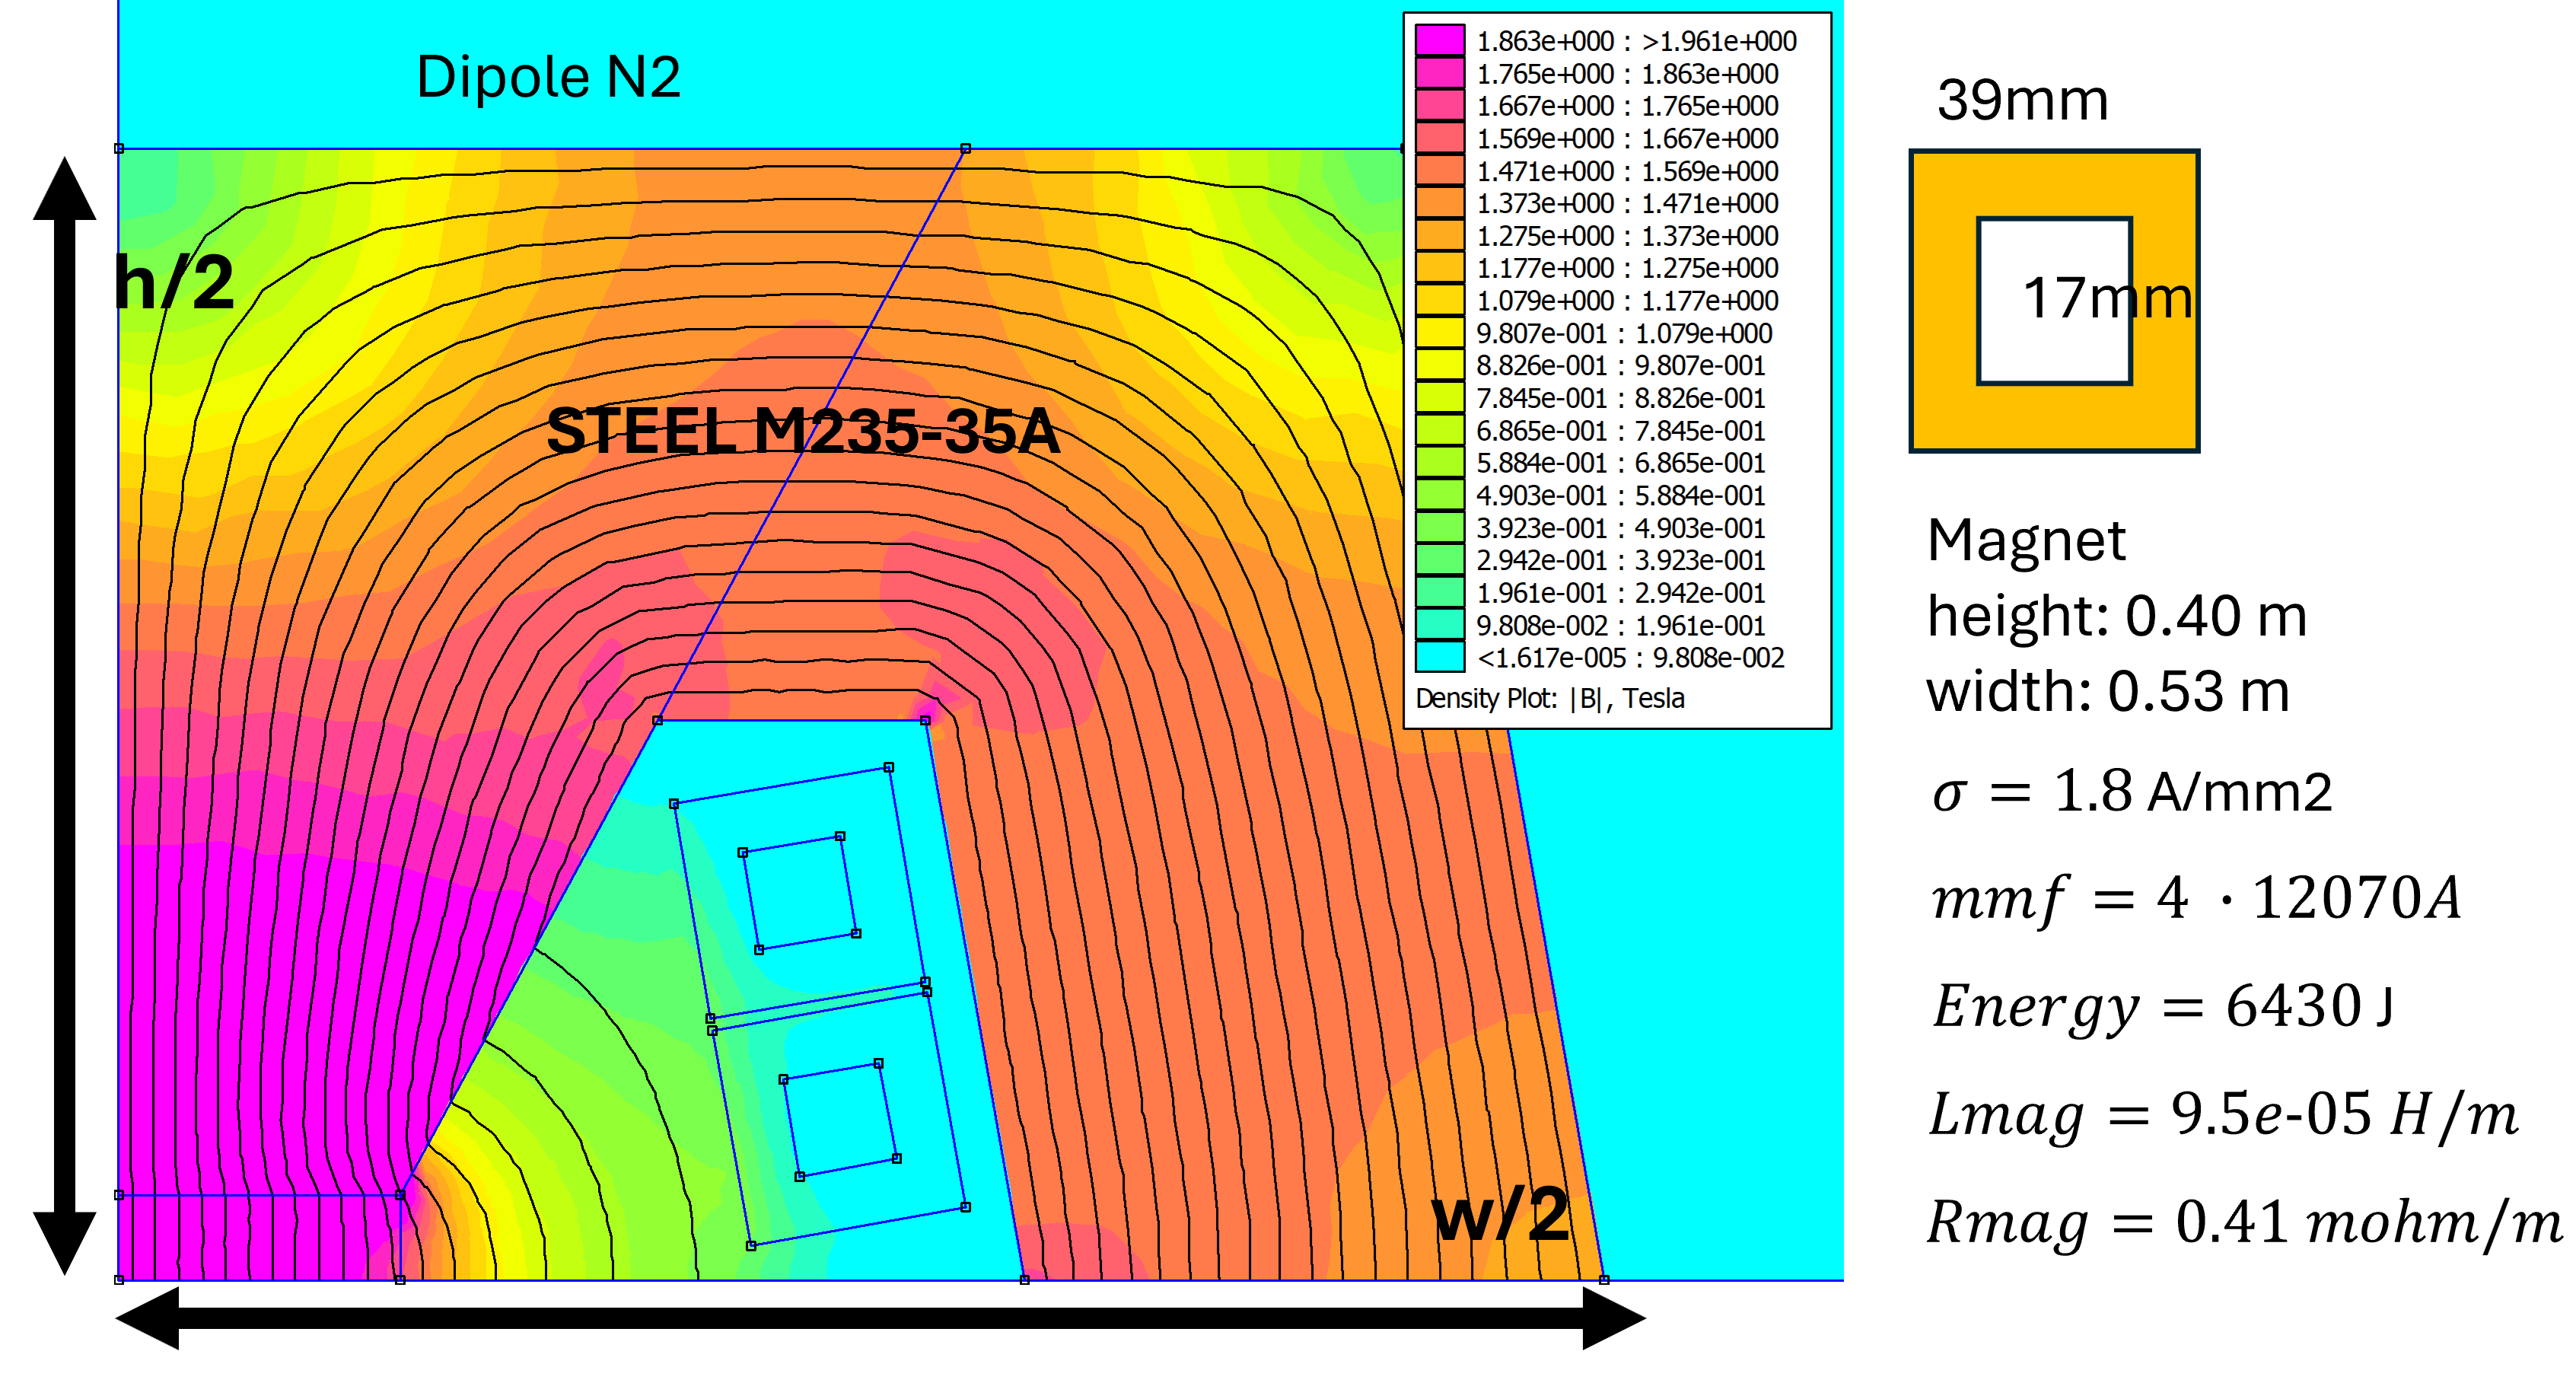 Dipole N2
h/2
STEEL M235-35A
w/2
1.863e+000 : >1.961e+000
1.765e+000 : 1.863e+000
1.667e+000 : 1.765e+000
1.569e+000 : 1.667e+000
1.471e+000 : 1.569e+000
1.373e+000 : 1.471e+000
1.275e+000 : 1.373e+000
1.177e+000 : 1.275e+000
1.079e+000 : 1.177e+000
9.807e-001 : 1.079e+000
8.826e-001 : 9.807e-001
7.845e-001 : 8.826e-001
6.865e-001 : 7.845e-001
5.884e-001 : 6.865e-001
4.903e-001 : 5.884e-001
3.923e-001 : 4.903e-001
2.942e-001 : 3.923e-001
1.961e-001 : 2.942e-001
9.808e-002 : 1.961e-001
<1.617e-005 : 9.808e-002
Density Plot: |B|, Tesla
39mm
17mm
Magnet
height: 0.40 m
width: 0.53 m
σ = 1.8 A/mm2
mmf = 4 · 12070A
Energy = 6430 J
Lmag = 9.5e-05 H/m
Rmag = 0.41 mohm/m